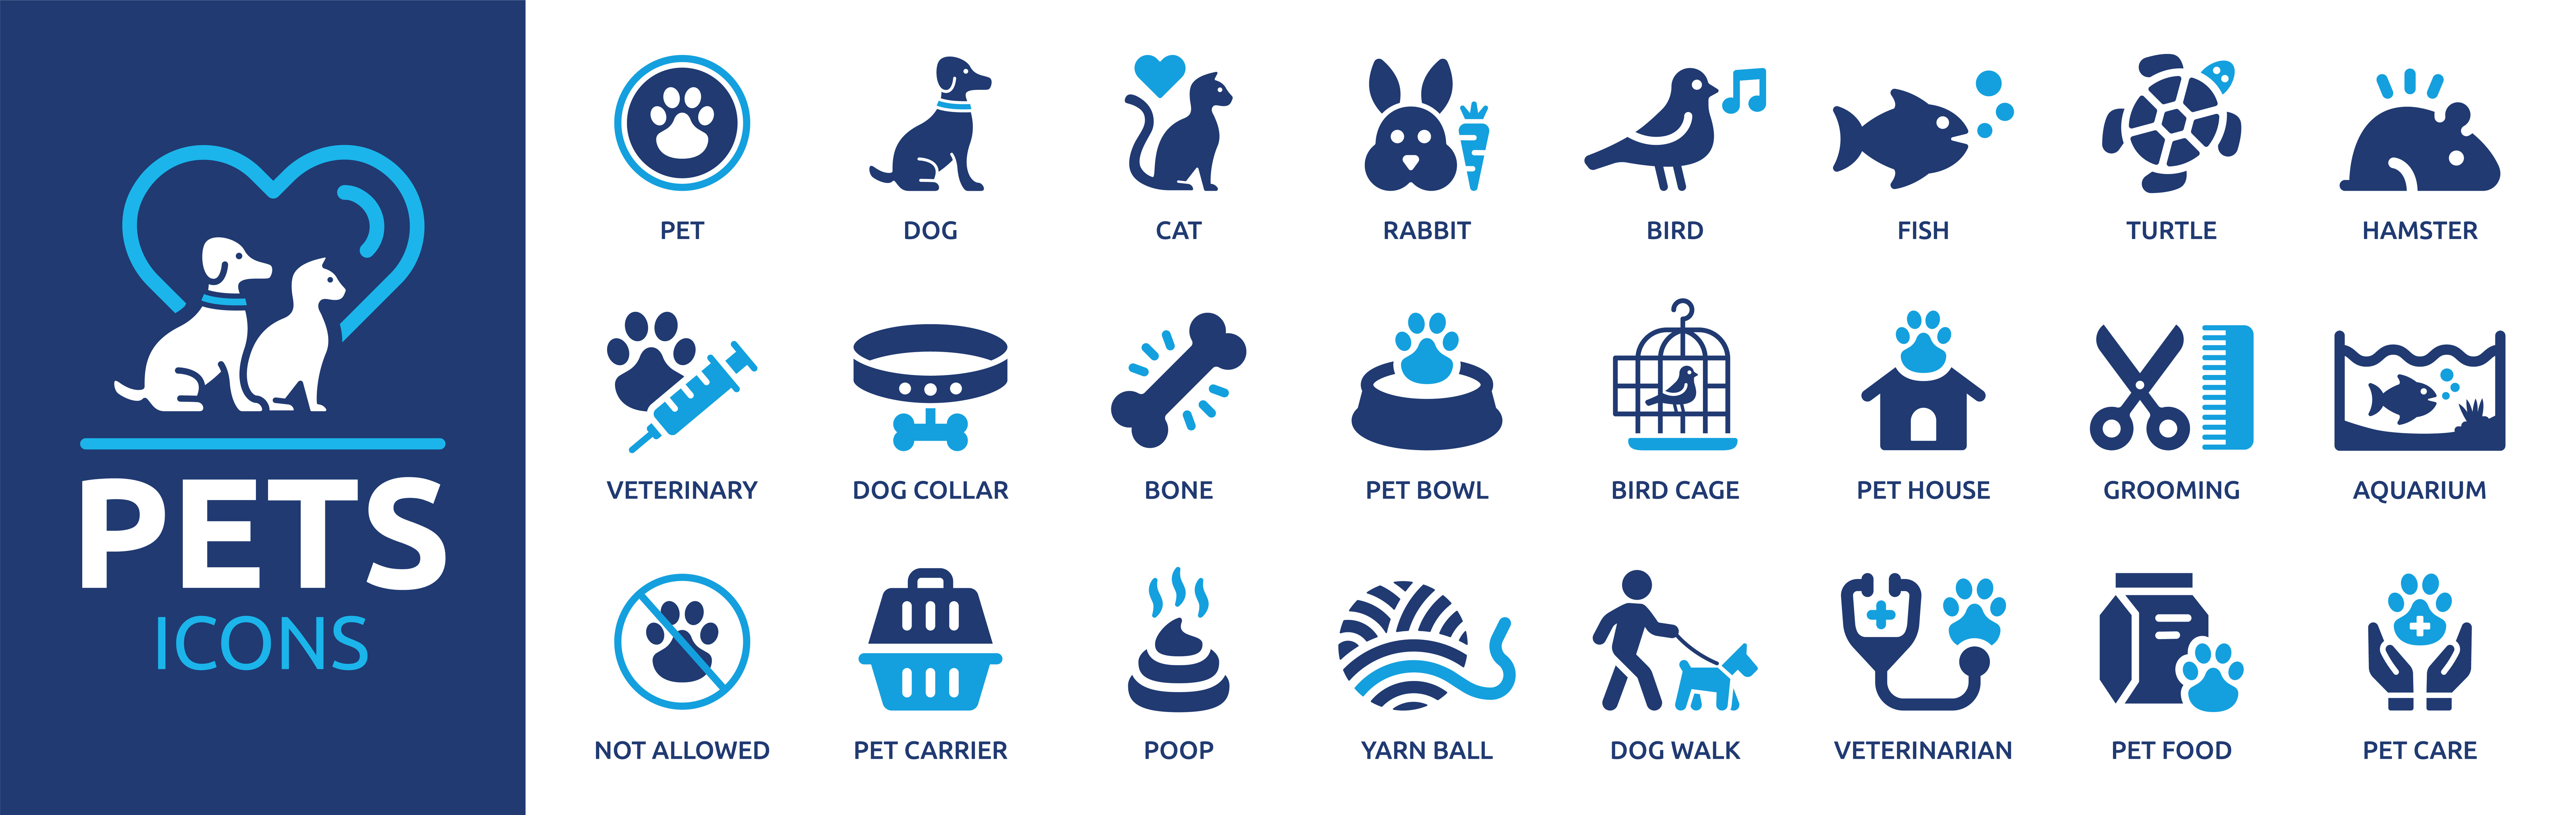 PETS
ICONS
PET
DOG
CAT
RABBIT
BIRD
FISH
TURTLE
HAMSTER
VETERINARY
DOG COLLAR
BONE
PET BOWL
BIRD CAGE
PET HOUSE
GROOMING
AQUARIUM
NOT ALLOWED
PET CARRIER
POOP
YARN BALL
DOG WALK
VETERINARIAN
PET FOOD
PET CARE